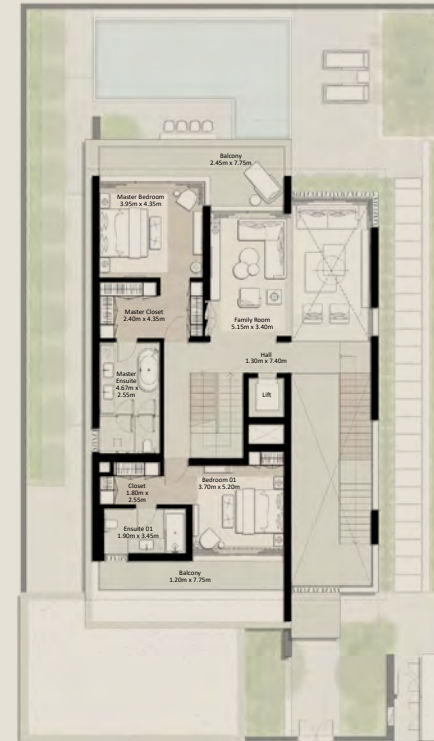 Balcony
2.45m x 7.75m
Master Bedroom
3.95m x 4.35m
Master Closet
2.40m x 4.35m
Family Room
5.15m x 3.40m
Hall
1.30m x 7.40m
Master
Ensuite
4.67m x
2.55m
Lift
Bedroom 01
3.70m x 5.20m
Closet
1.80m x
2.55m
Ensuite 01
1.90m x 3.45m
Balcony
1.20m x 7.75m